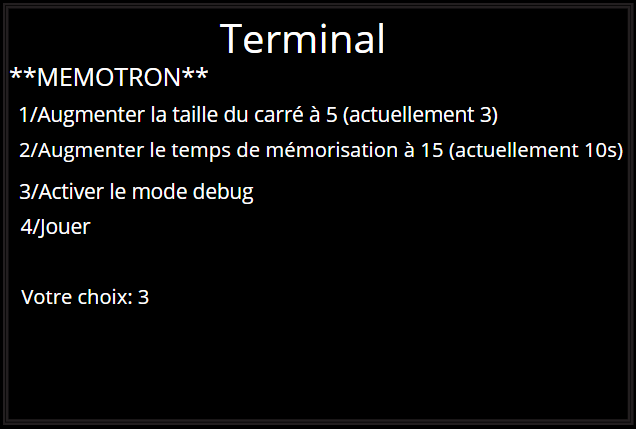 Terminal
**MEMOTRON**
1/Augmenter la taille du carré à 5 (actuellement 3)
2/Augmenter le temps de mémorisation à 15 (actuellement 10s)
3/Activer le mode debug
4/Jouer
Votre choix: 3